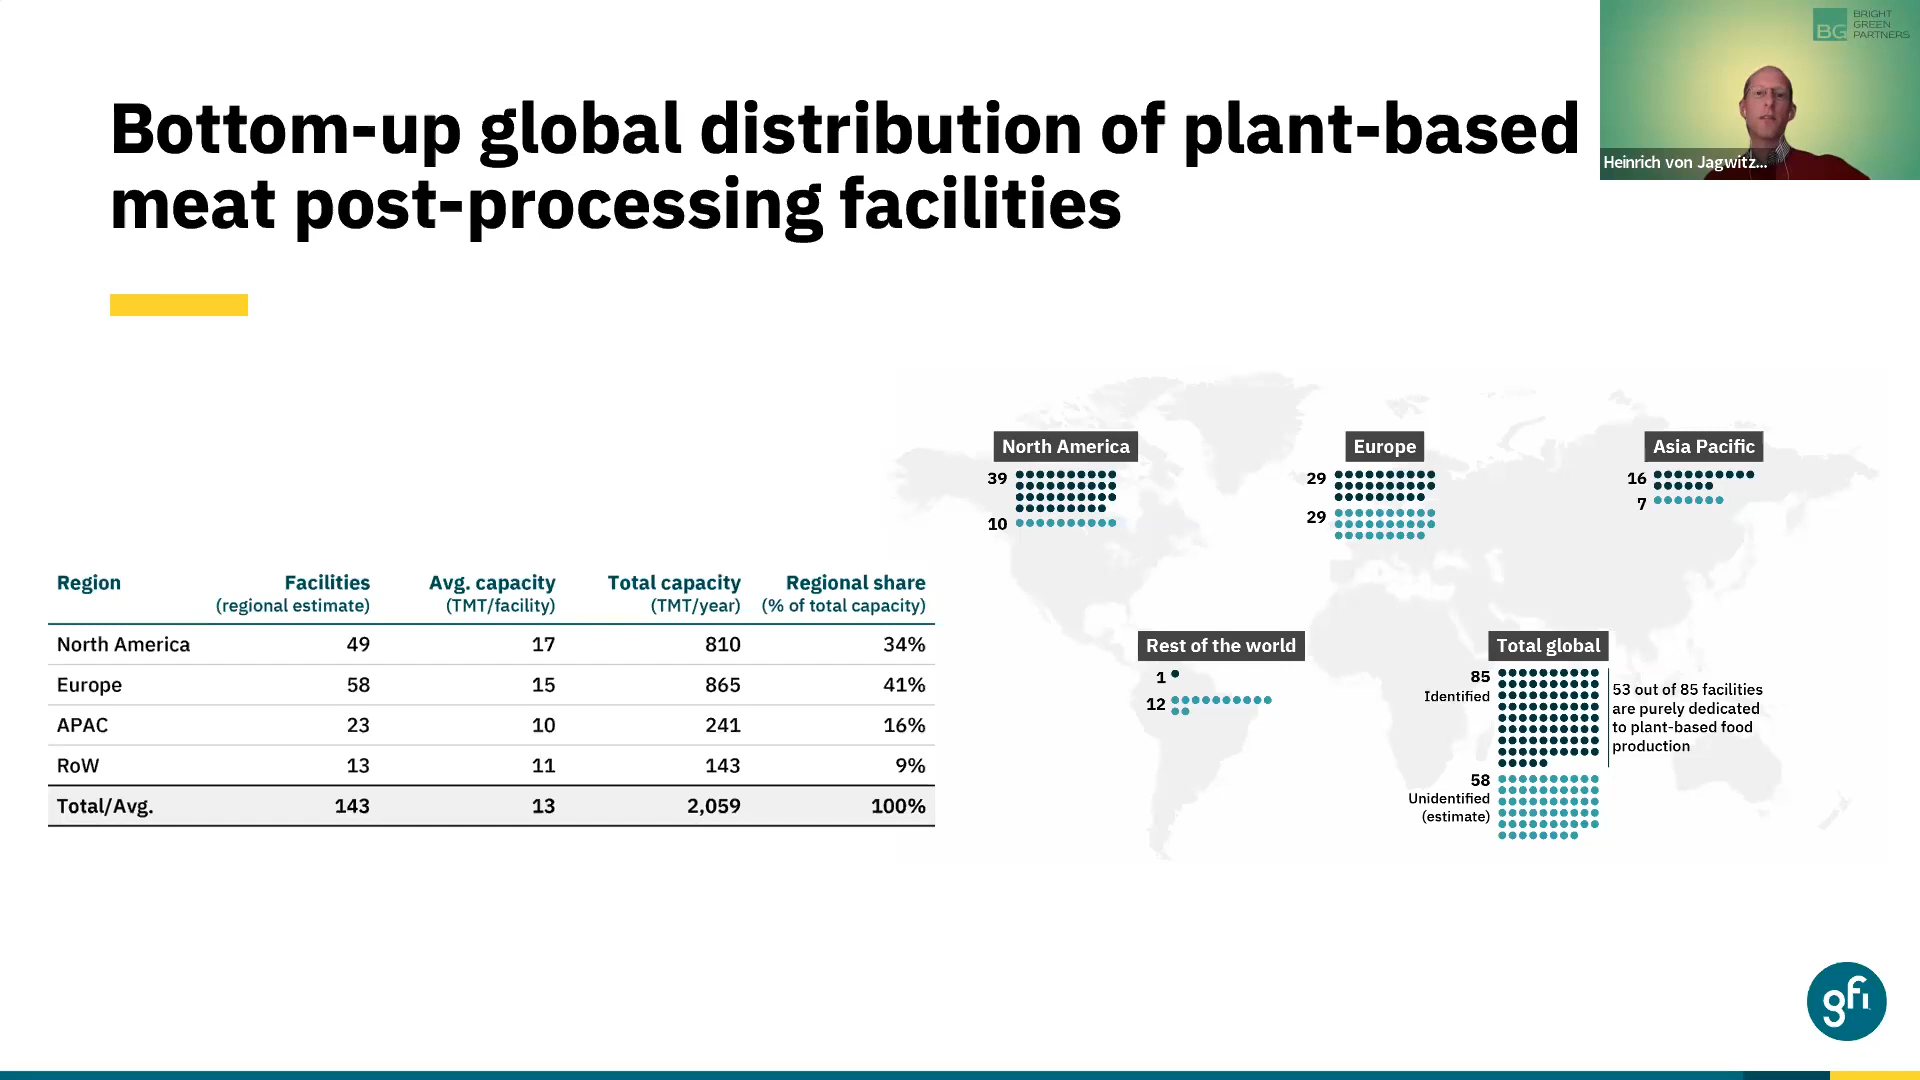 BRIGHT
GREEN
PARTNERS
BG
Heinrich von Jagwitz...
Bottom-up global distribution of plant-based
meat post-processing facilities
Region Facilities Avg. capacity Total capacity Regional share
(regional estimate) (TMT/facility) (TMT/year) (% of total capacity)
North America 49 17 810 34%
Europe 58 15 865 41%
APAC 23 10 241 16%
RoW 13 11 143 9%
Total/Avg. 143 13 2,059 100%
North America
39
10
Europe
29
29
Asia Pacific
16
7
Rest of the world
1
12
Total global
85
Identified
58
Unidentified
(estimate)
53 out of 85 facilities
are purely dedicated
to plant-based food
production
gfi